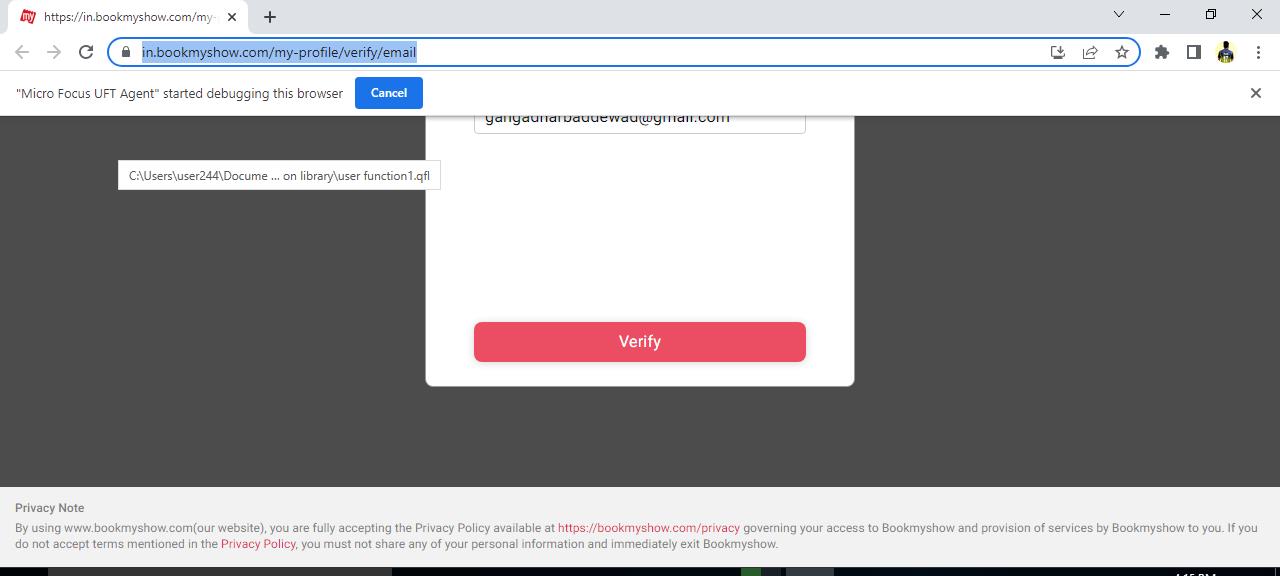 https://in.bookmyshow.com/my-
in.bookmyshow.com/my-profile/verify/email
"Micro Focus UFT Agent" started debugging this browser
Cancel
gangadharbaddewad@gmail.com
C:\Users\user244\Docume ... on library\user function1.qfl
Verify
Privacy Note
By using www.bookmyshow.com(our website), you are fully accepting the Privacy Policy available at https://bookmyshow.com/privacy governing your access to Bookmyshow and provision of services by Bookmyshow to you. If you
do not accept terms mentioned in the Privacy Policy, you must not share any of your personal information and immediately exit Bookmyshow.